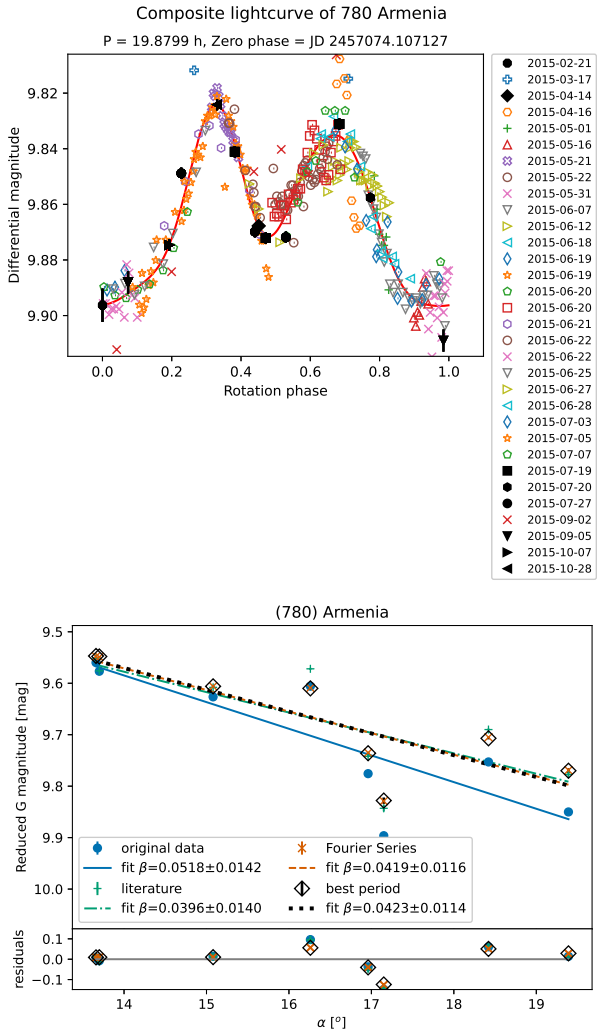 Composite lightcurve of 780 Armenia
P = 19.8799 h, Zero phase = JD 2457074.107127
9.82
9.84
9.86
9.88
9.90
Differential magnitude
0.0 0.2 0.4 0.6 0.8 1.0
Rotation phase
2015-02-21
2015-03-17
2015-04-14
2015-04-16
2015-05-01
2015-05-16
2015-05-21
2015-05-22
2015-05-31
2015-06-07
2015-06-12
2015-06-18
2015-06-19
2015-06-19
2015-06-20
2015-06-20
2015-06-21
2015-06-22
2015-06-22
2015-06-25
2015-06-27
2015-06-28
2015-07-03
2015-07-05
2015-07-07
2015-07-19
2015-07-20
2015-07-27
2015-09-02
2015-09-05
2015-10-07
2015-10-28
(780) Armenia
9.5
9.6
9.7
9.8
9.9
10.0
Reduced G magnitude [mag]
original data
fit β=0.0518±0.0142
literature
fit β=0.0396±0.0140
Fourier Series
fit β=0.0419±0.0116
best period
fit β=0.0423±0.0114
0.1
0.0
−0.1
residuals
14 15 16 17 18 19
α [°]